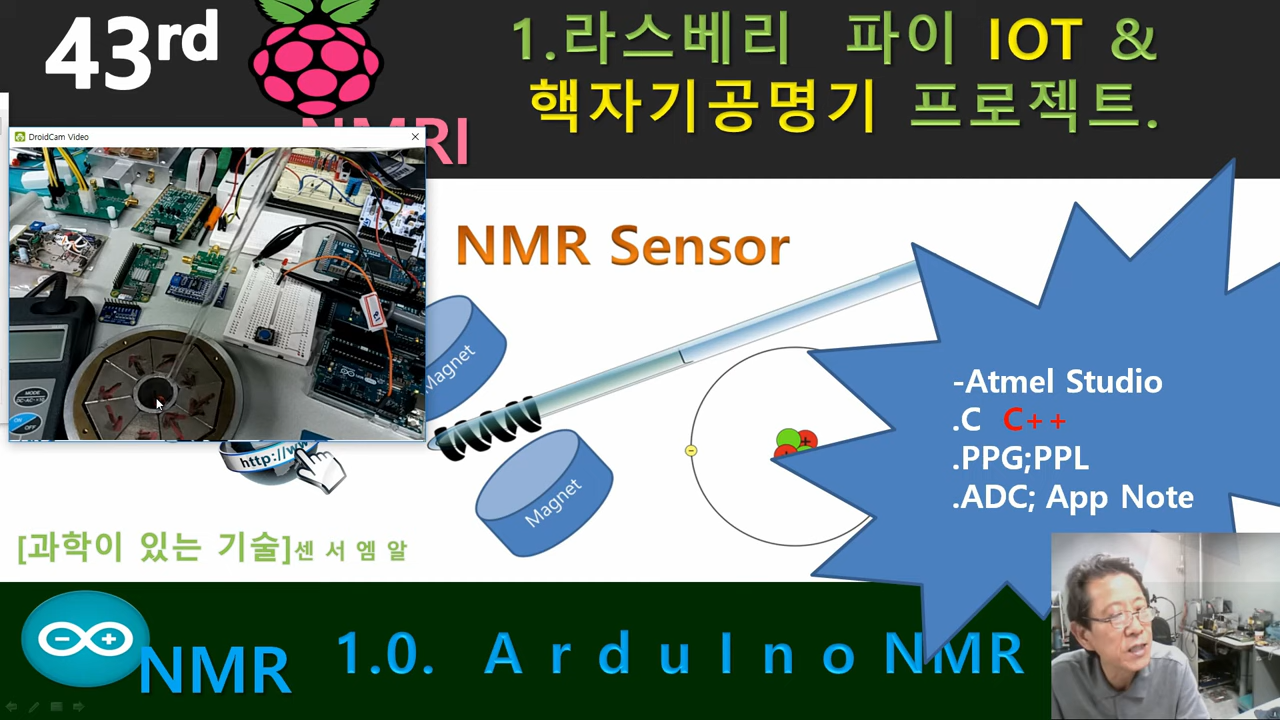 43rd
1.라스베리 파이 IOT &
핵자기공명기 프로젝트.
NMRI
DroidCam Video
NMR Sensor
Magnet
Magnet
-Atmel Studio
.C C++
.PPG;PPL
.ADC; App Note
http://w
[과학이 있는 기술]센 서 엠 알
NMR
1.0. A r d u I n o NMR